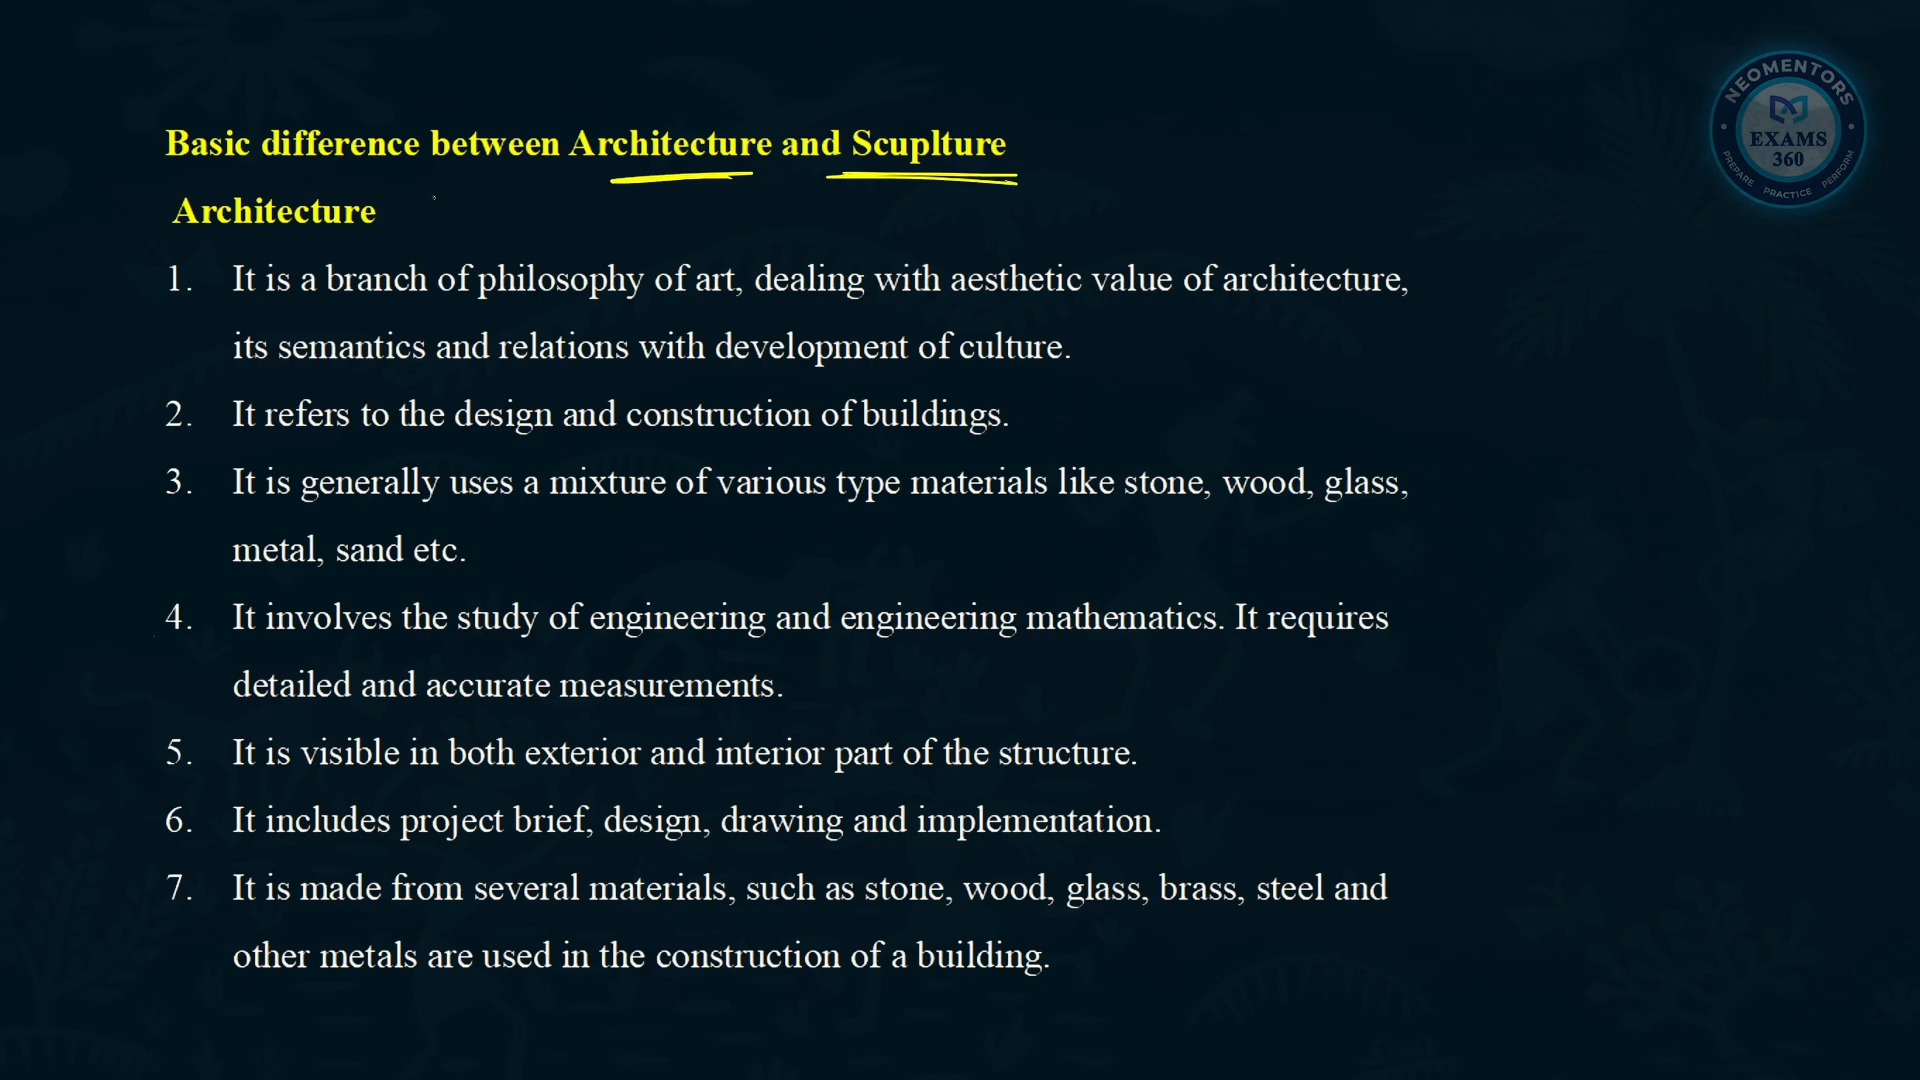 NEOMENTORS
EXAMS
360
PREPARE PRACTICE PERFORM
Basic difference between Architecture and Scuplture
Architecture
1. It is a branch of philosophy of art, dealing with aesthetic value of architecture,
its semantics and relations with development of culture.
2. It refers to the design and construction of buildings.
3. It is generally uses a mixture of various type materials like stone, wood, glass,
metal, sand etc.
4. It involves the study of engineering and engineering mathematics. It requires
detailed and accurate measurements.
5. It is visible in both exterior and interior part of the structure.
6. It includes project brief, design, drawing and implementation.
7. It is made from several materials, such as stone, wood, glass, brass, steel and
other metals are used in the construction of a building.